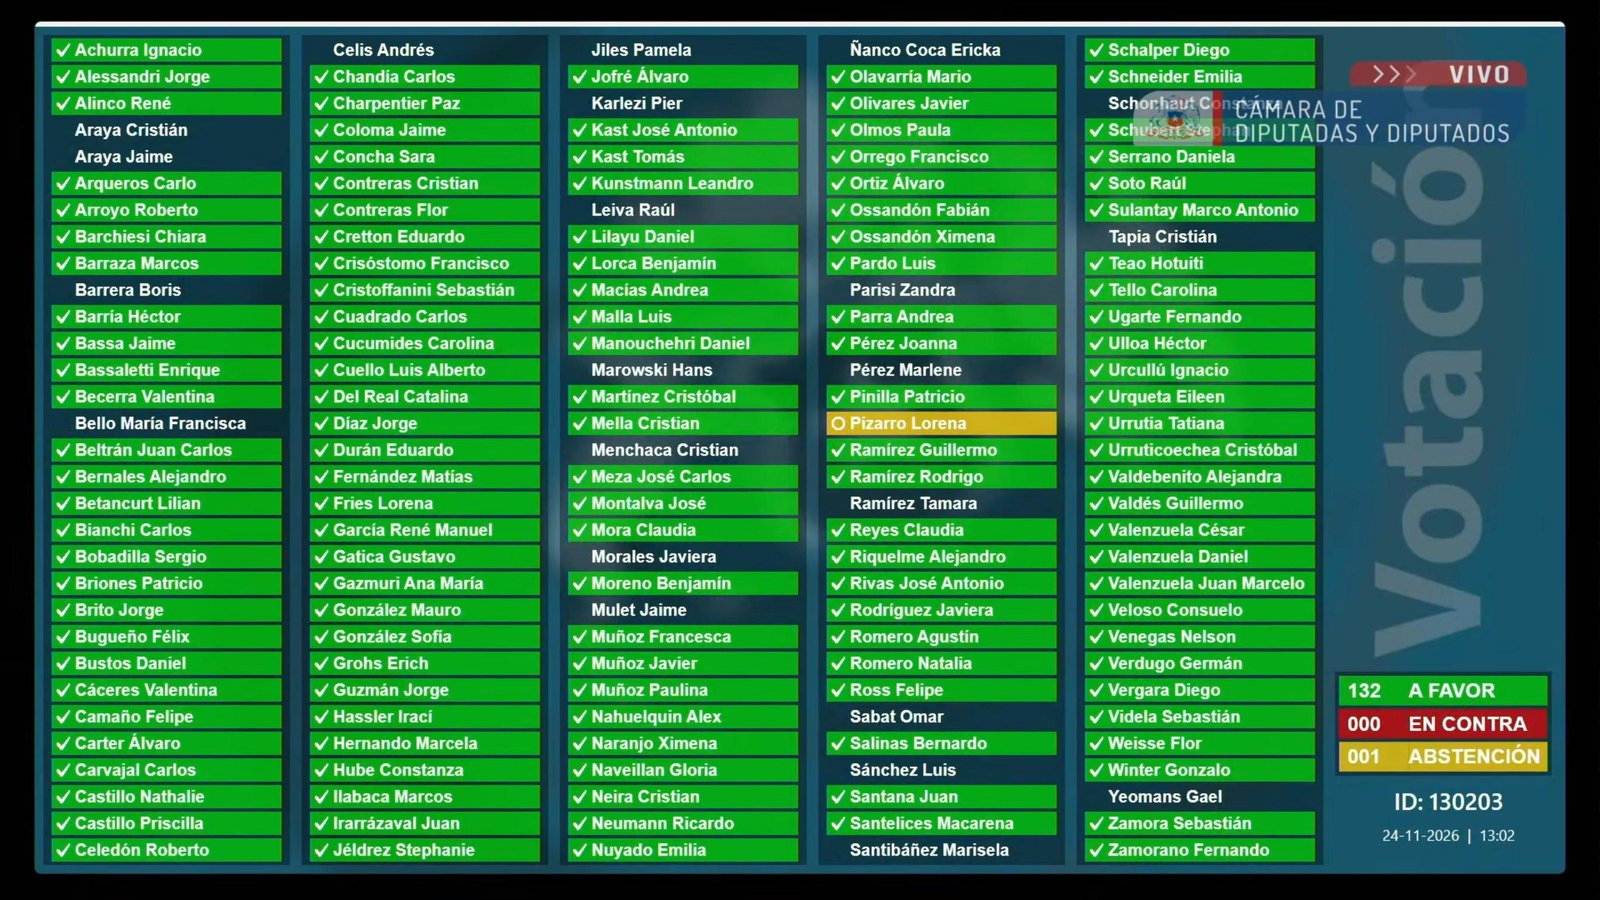 ✓ Achurra Ignacio
✓ Alessandri Jorge
✓ Alinco René
Araya Cristián
Araya Jaime
✓ Arqueros Carlo
✓ Arroyo Roberto
✓ Barchiesi Chiara
✓ Barraza Marcos
Barrera Boris
✓ Barría Héctor
✓ Bassa Jaime
✓ Bassaletti Enrique
✓ Becerra Valentina
Bello María Francisca
✓ Beltrán Juan Carlos
✓ Bernales Alejandro
✓ Betancurt Lilian
✓ Bianchi Carlos
✓ Bobadilla Sergio
✓ Briones Patricio
✓ Brito Jorge
✓ Bugueño Félix
✓ Bustos Daniel
✓ Cáceres Valentina
✓ Camaño Felipe
✓ Carter Álvaro
✓ Carvajal Carlos
✓ Castillo Nathalie
✓ Castillo Priscilla
✓ Celedón Roberto
Celis Andrés
✓ Chandía Carlos
✓ Charpentier Paz
✓ Coloma Jaime
✓ Concha Sara
✓ Contreras Cristian
✓ Contreras Flor
✓ Cretton Eduardo
✓ Crisóstomo Francisco
✓ Cristoffanini Sebastián
✓ Cuadrado Carlos
✓ Cucumides Carolina
✓ Cuello Luis Alberto
✓ Del Real Catalina
✓ Díaz Jorge
✓ Durán Eduardo
✓ Fernández Matías
✓ Fries Lorena
✓ García René Manuel
✓ Gatica Gustavo
✓ Gazmuri Ana María
✓ González Mauro
✓ González Sofía
✓ Grohs Erich
✓ Guzmán Jorge
✓ Hassler Irací
✓ Hernando Marcela
✓ Hube Constanza
✓ Ilabaca Marcos
✓ Irarrázaval Juan
✓ Jéldrez Stephanie
Jiles Pamela
✓ Jofré Álvaro
Karlezi Pier
✓ Kast José Antonio
✓ Kast Tomás
✓ Kunstmann Leandro
Leiva Raúl
✓ Lilayu Daniel
✓ Lorca Benjamín
✓ Macías Andrea
✓ Malla Luis
✓ Manouchehri Daniel
Marowski Hans
✓ Martínez Cristóbal
✓ Mella Cristian
Menchaca Cristian
✓ Meza José Carlos
✓ Montalva José
✓ Mora Claudia
Morales Javiera
✓ Moreno Benjamín
Mulet Jaime
✓ Muñoz Francesca
✓ Muñoz Javier
✓ Muñoz Paulina
✓ Nahuelquin Alex
✓ Naranjo Ximena
✓ Naveillan Gloria
✓ Neira Cristian
✓ Neumann Ricardo
✓ Nuyado Emilia
Ñanco Coca Ericka
✓ Olavarría Mario
✓ Olivares Javier
✓ Olmos Paula
✓ Orrego Francisco
✓ Ortiz Álvaro
✓ Ossandón Fabián
✓ Ossandón Ximena
✓ Pardo Luis
Parisi Zandra
✓ Parra Andrea
✓ Pérez Joanna
Pérez Marlene
✓ Pinilla Patricio
O Pizarro Lorena
✓ Ramírez Guillermo
✓ Ramírez Rodrigo
Ramírez Tamara
✓ Reyes Claudia
✓ Riquelme Alejandro
✓ Rivas José Antonio
✓ Rodríguez Javiera
✓ Romero Agustín
✓ Romero Natalia
✓ Ross Felipe
Sabat Omar
✓ Salinas Bernardo
Sánchez Luis
✓ Santana Juan
✓ Santelices Macarena
Santibáñez Marisela
✓ Schalper Diego
✓ Schneider Emilia
Schonhaut Constanza
✓ Schubert Stephan
✓ Serrano Daniela
✓ Soto Raúl
✓ Sulantay Marco Antonio
Tapia Cristián
✓ Teao Hotuiti
✓ Tello Carolina
✓ Ugarte Fernando
✓ Ulloa Héctor
✓ Urcullú Ignacio
✓ Urqueta Eileen
✓ Urrutia Tatiana
✓ Urruticoechea Cristóbal
✓ Valdebenito Alejandra
✓ Valdés Guillermo
✓ Valenzuela César
✓ Valenzuela Daniel
✓ Valenzuela Juan Marcelo
✓ Veloso Consuelo
✓ Venegas Nelson
✓ Verdugo Germán
✓ Vergara Diego
✓ Videla Sebastián
✓ Weisse Flor
✓ Winter Gonzalo
Yeomans Gael
✓ Zamora Sebastián
✓ Zamorano Fernando
>>> VIVO
CÁMARA DE
DIPUTADAS Y DIPUTADOS
Votación
132 A FAVOR
000 EN CONTRA
001 ABSTENCIÓN
ID: 130203
24-11-2026 | 13:02